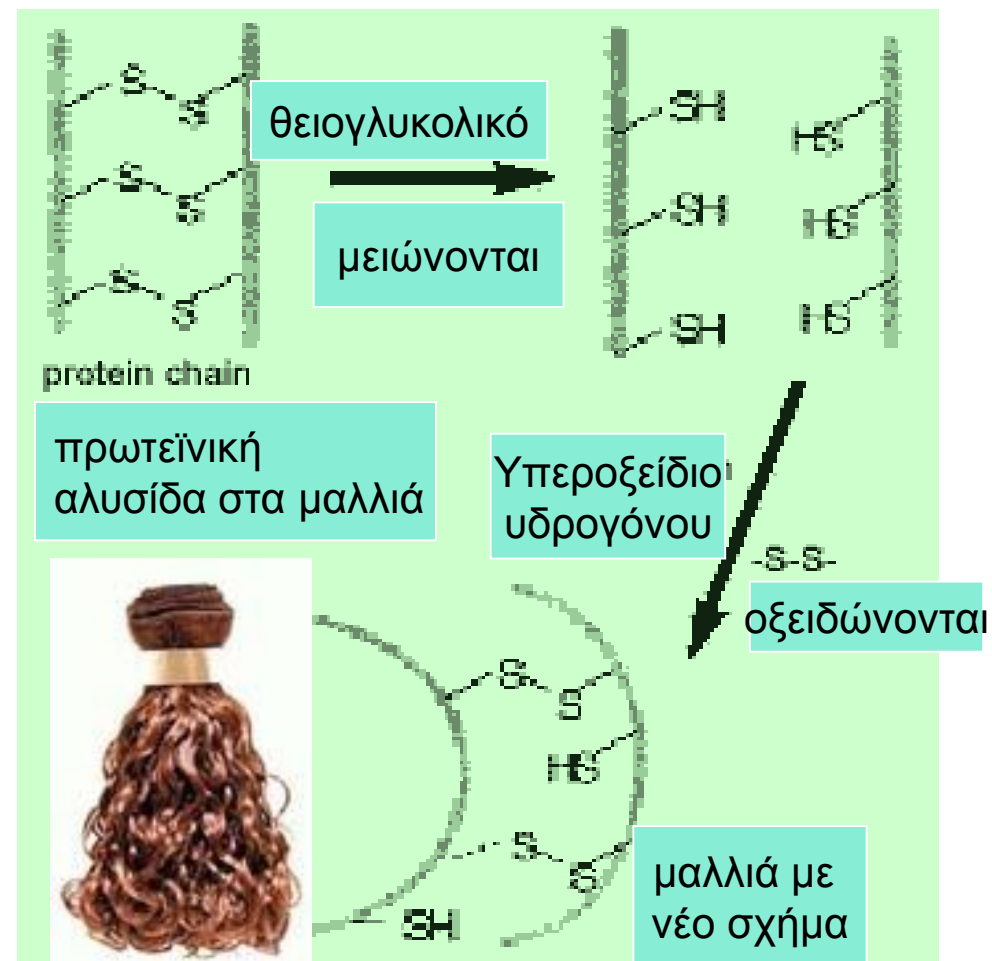 S
S
S
S
S
S
θειογλυκολικό
μειώνονται
SH
HS
SH
HS
SH
HS
protein chain
πρωτεϊνική
αλυσίδα στα μαλλιά
Υπεροξείδιο
υδρογόνου
-S-S-
οξειδώνονται
S
S
HS
S
S
SH
μαλλιά με
νέο σχήμα